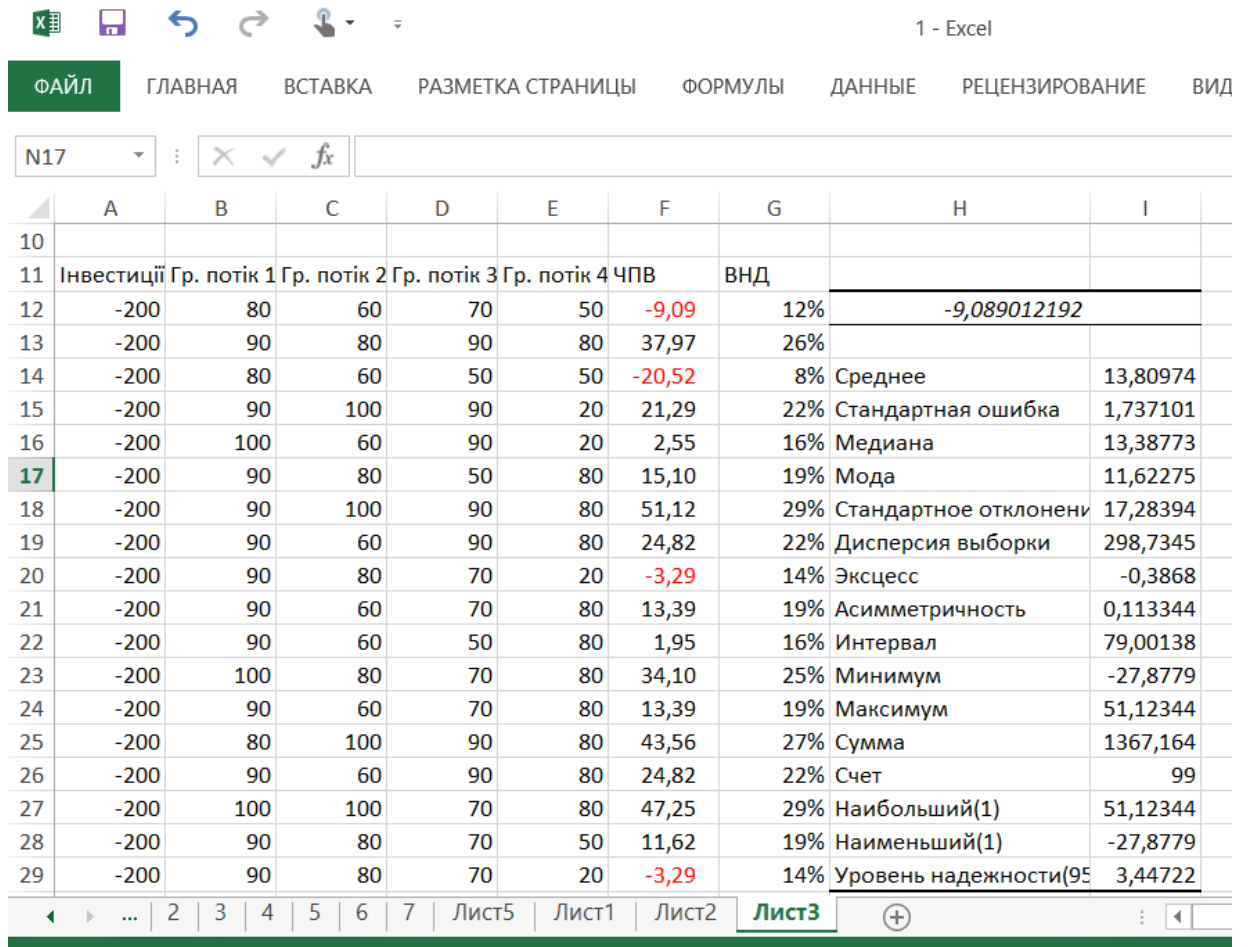 1 - Excel
ФАЙЛ ГЛАВНАЯ ВСТАВКА РАЗМЕТКА СТРАНИЦЫ ФОРМУЛЫ ДАННЫЕ РЕЦЕНЗИРОВАНИЕ ВИД
N17 fx
A B C D E F G H I
10
11 Інвестиції Гр. потік 1 Гр. потік 2 Гр. потік 3 Гр. потік 4 ЧПВ ВНД
12 -200 80 60 70 50 -9,09 12% -9,089012192
13 -200 90 80 90 80 37,97 26%
14 -200 80 60 50 50 -20,52 8% Среднее 13,80974
15 -200 90 100 90 20 21,29 22% Стандартная ошибка 1,737101
16 -200 100 60 90 20 2,55 16% Медиана 13,38773
17 -200 90 80 50 80 15,10 19% Мода 11,62275
18 -200 90 100 90 80 51,12 29% Стандартное отклонени 17,28394
19 -200 90 60 90 80 24,82 22% Дисперсия выборки 298,7345
20 -200 90 80 70 20 -3,29 14% Эксцесс -0,3868
21 -200 90 60 70 80 13,39 19% Асимметричность 0,113344
22 -200 90 60 50 80 1,95 16% Интервал 79,00138
23 -200 100 80 70 80 34,10 25% Минимум -27,8779
24 -200 90 60 70 80 13,39 19% Максимум 51,12344
25 -200 80 100 90 80 43,56 27% Сумма 1367,164
26 -200 90 60 90 80 24,82 22% Счет 99
27 -200 100 100 70 80 47,25 29% Наибольший(1) 51,12344
28 -200 90 80 70 50 11,62 19% Наименьший(1) -27,8779
29 -200 90 80 70 20 -3,29 14% Уровень надежности(95 3,44722
... 2 3 4 5 6 7 Лист5 Лист1 Лист2 Лист3